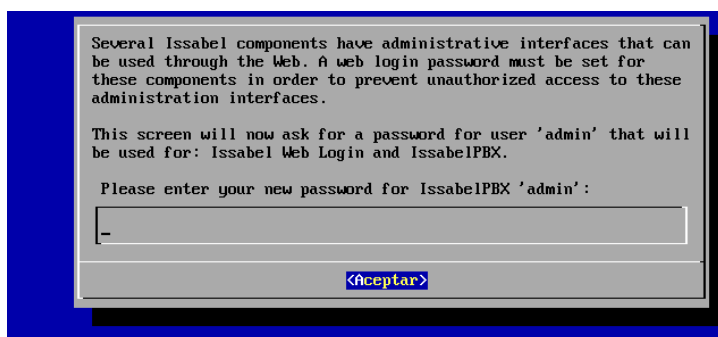 Several Issabel components have administrative interfaces that can
be used through the Web. A web login password must be set for
these components in order to prevent unauthorized access to these
administration interfaces.
This screen will now ask for a password for user 'admin' that will
be used for: Issabel Web Login and IssabelPBX.
Please enter your new password for IssabelPBX 'admin':
<Aceptar>